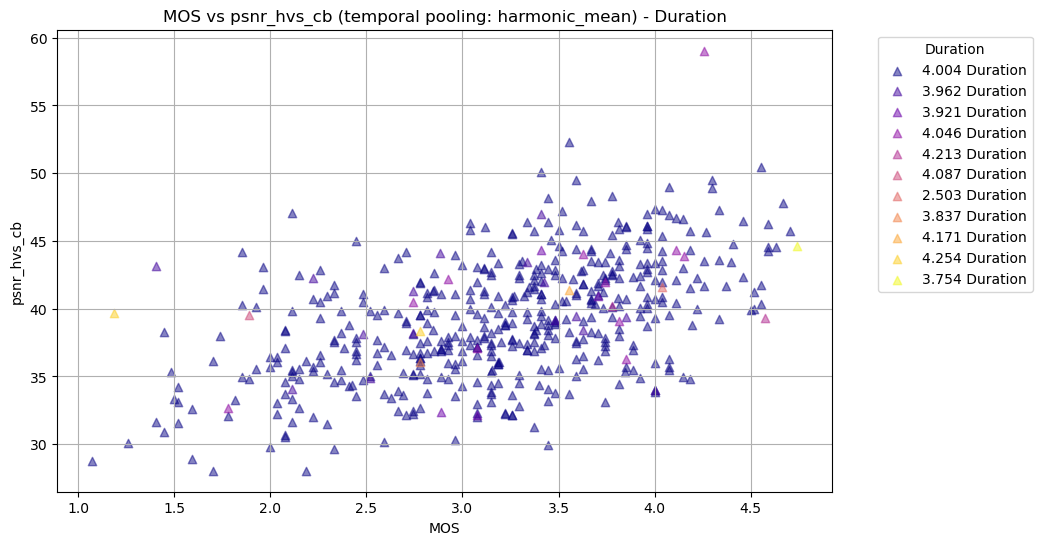 MOS vs psnr_hvs_cb (temporal pooling: harmonic_mean) - Duration
psnr_hvs_cb
60
55
50
45
40
35
30
1.0 1.5 2.0 2.5 3.0 3.5 4.0 4.5
MOS
Duration
4.004 Duration
3.962 Duration
3.921 Duration
4.046 Duration
4.213 Duration
4.087 Duration
2.503 Duration
3.837 Duration
4.171 Duration
4.254 Duration
3.754 Duration